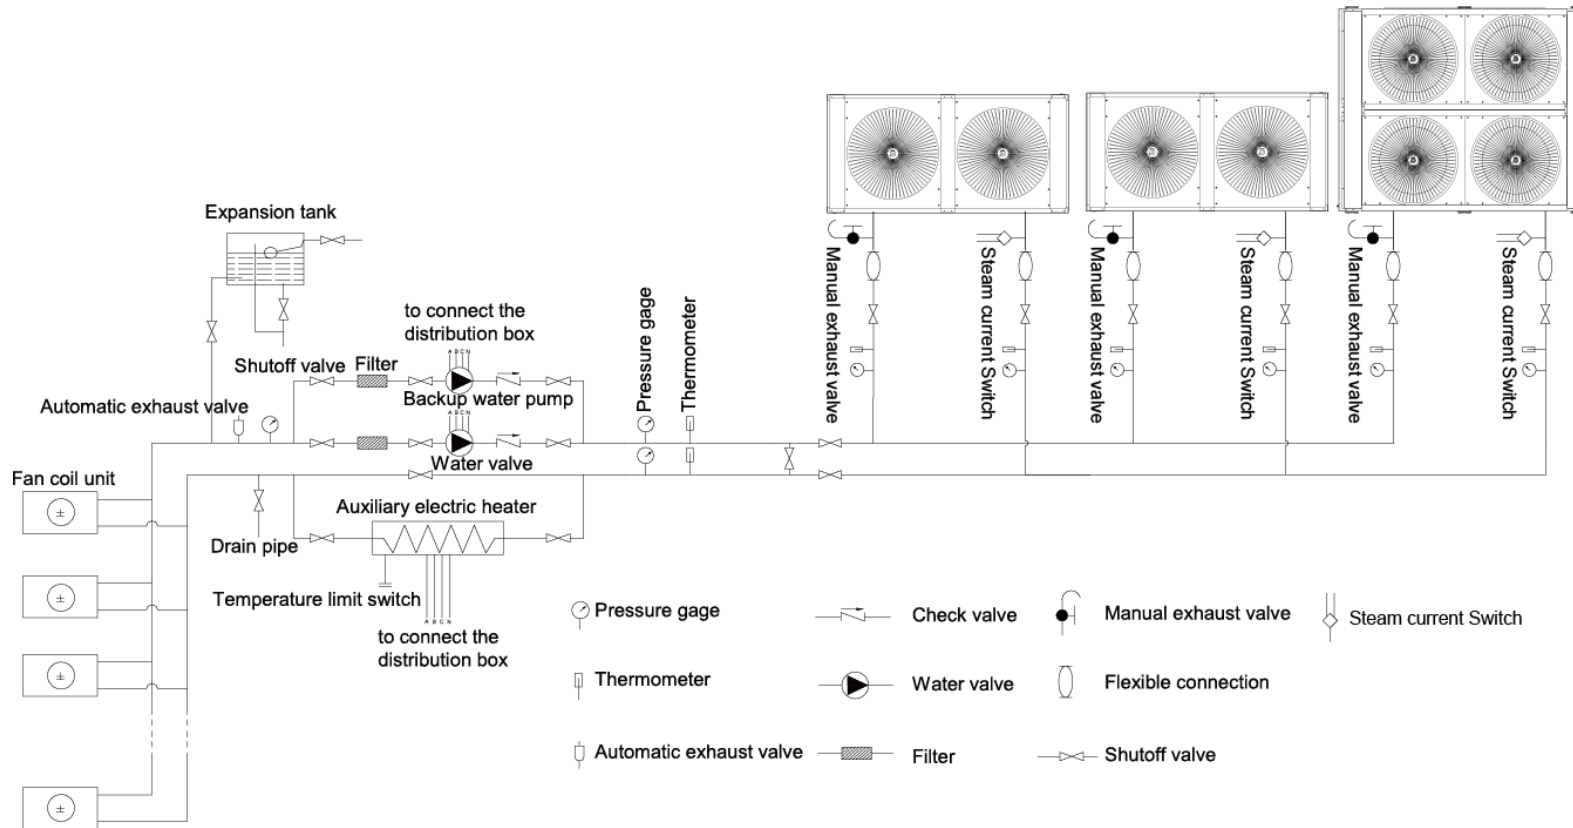 Expansion tank
to connect the
distribution box
A B C N
Shutoff valve
Filter
Backup water pump
Automatic exhaust valve
A B C N
Water valve
Pressure gage
Thermometer
Manual exhaust valve
Steam current Switch
Manual exhaust valve
Steam current Switch
Manual exhaust valve
Steam current Switch
Fan coil unit
Auxiliary electric heater
Drain pipe
Temperature limit switch
to connect the
distribution box
Pressure gage
Check valve
Manual exhaust valve
Steam current Switch
Thermometer
Water valve
Flexible connection
Automatic exhaust valve
Filter
Shutoff valve